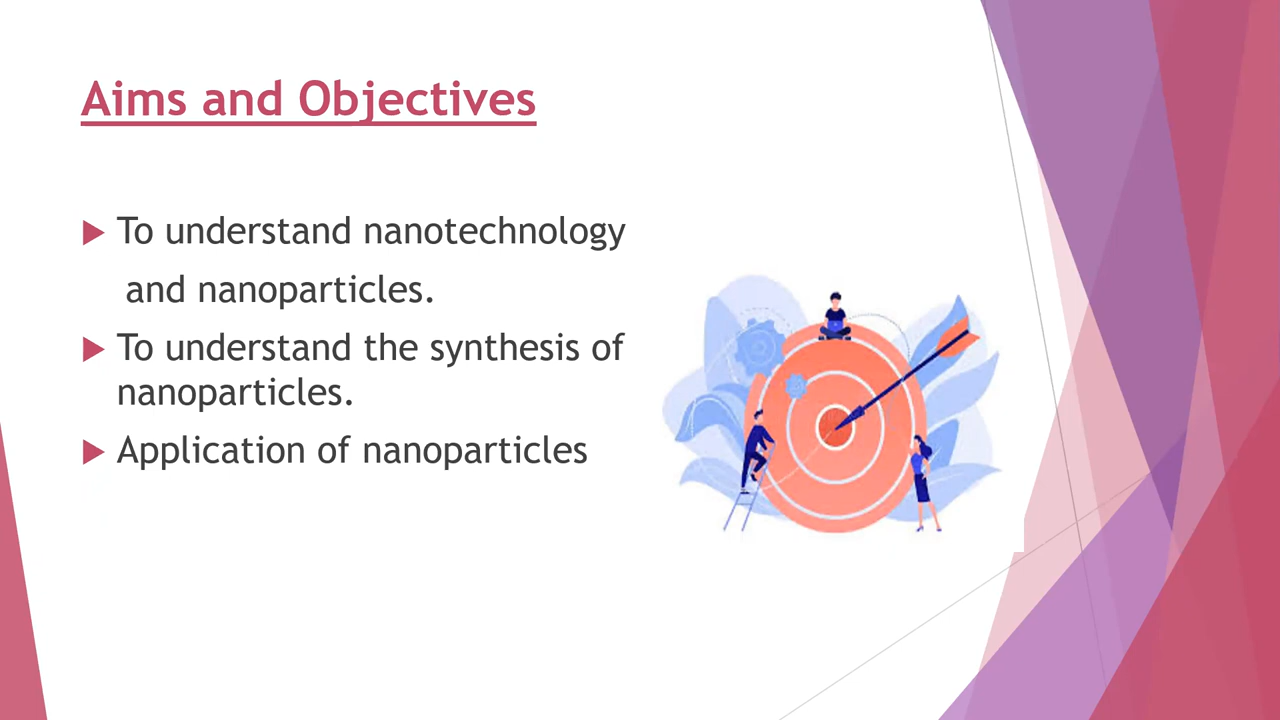 Aims and Objectives
To understand nanotechnology
and nanoparticles.
To understand the synthesis of
nanoparticles.
Application of nanoparticles